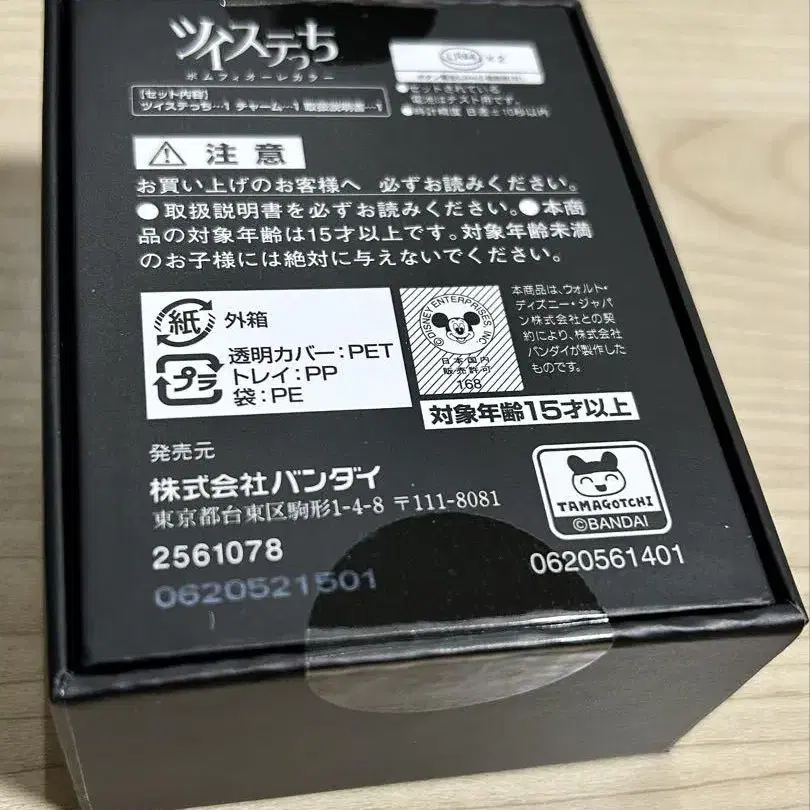 ツイステっち
ポムフィオーレカラー
【セット内容】
ツイステっち…1 チャーム…1 取扱説明書…1
●セットされている
電池はテスト用です。
●時計精度 日差±10秒以内
注意
お買い上げのお客様へ 必ずお読みください。
●取扱説明書を必ずお読みください。●本商
品の対象年齢は15才以上です。対象年齢未満
のお子様には絶対に与えないでください。
紙 外箱
プラ
透明カバー：PET
トレイ：PP
袋：PE
©DISNEY ENTERPRISES, INC.
日本国内
販売許可
168
本商品は、ウォルト・
ディズニー・ジャパ
ン株式会社との契
約により、株式会社
バンダイが製作した
ものです。
対象年齢15才以上
発売元
株式会社バンダイ
東京都台東区駒形1-4-8 〒111-8081
2561078
0620521501
TAMAGOTCHI
©BANDAI
0620561401